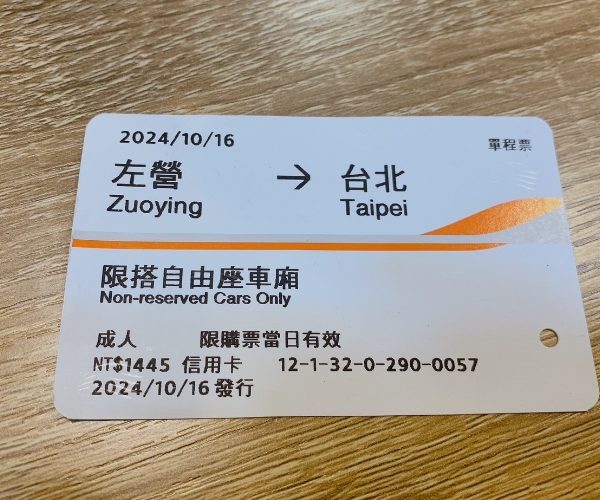 2024/10/16
單程票
左營 → 台北
Zuoying Taipei
限搭自由座車廂
Non-reserved Cars Only
成人 限購票當日有效
NT$1445 信用卡 12-1-32-0-290-0057
2024/10/16 發行